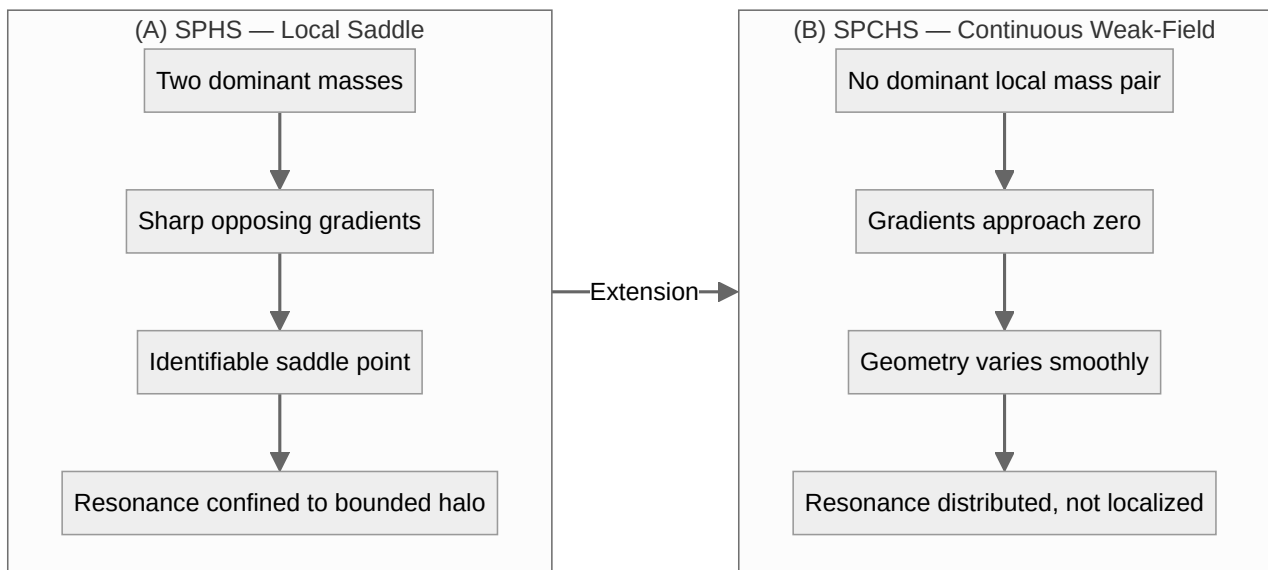 (A) SPHS — Local Saddle
Two dominant masses
Sharp opposing gradients
Identifiable saddle point
Resonance confined to bounded halo
Extension
(B) SPCHS — Continuous Weak-Field
No dominant local mass pair
Gradients approach zero
Geometry varies smoothly
Resonance distributed, not localized